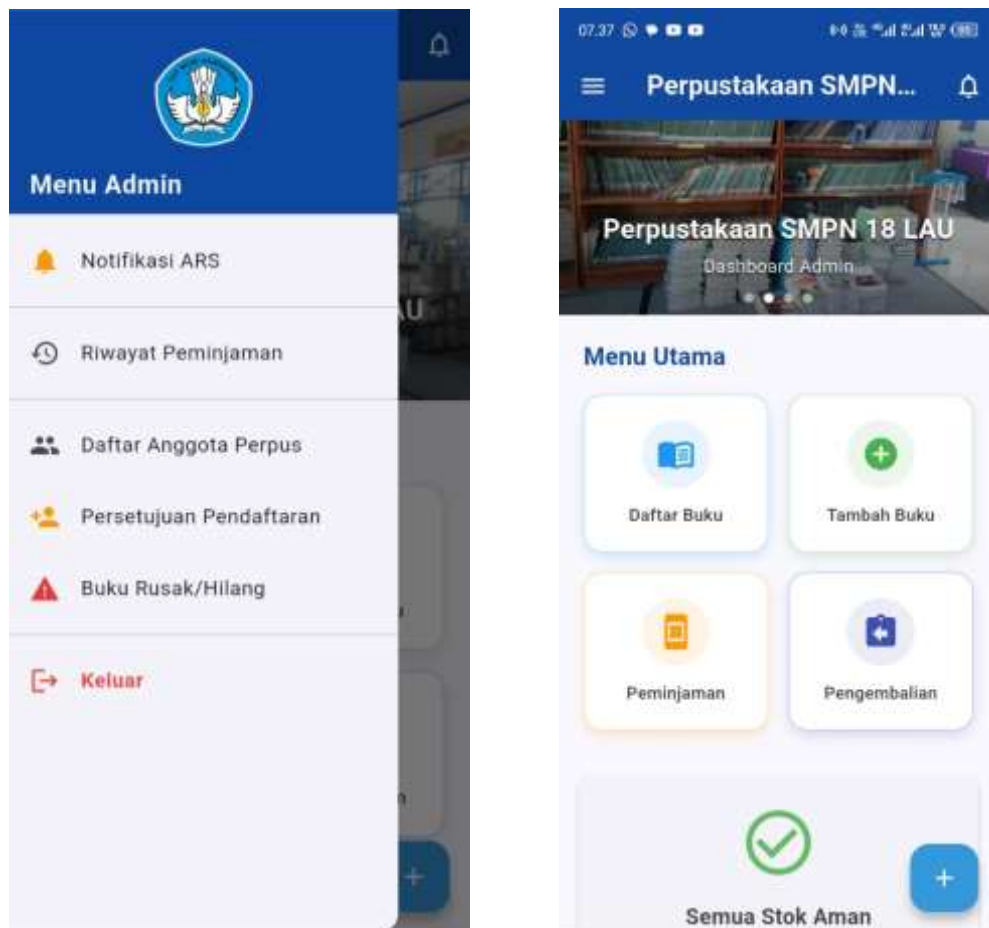 Menu Admin
Notifikasi ARS
Riwayat Peminjaman
Daftar Anggota Perpus
Persetujuan Pendaftaran
Buku Rusak/Hilang
Keluar
AU
07.37
Perpustakaan SMPN...
Perpustakaan SMPN 18 LAU
Dashboard Admin
Menu Utama
Daftar Buku
Tambah Buku
Peminjaman
Pengembalian
Semua Stok Aman